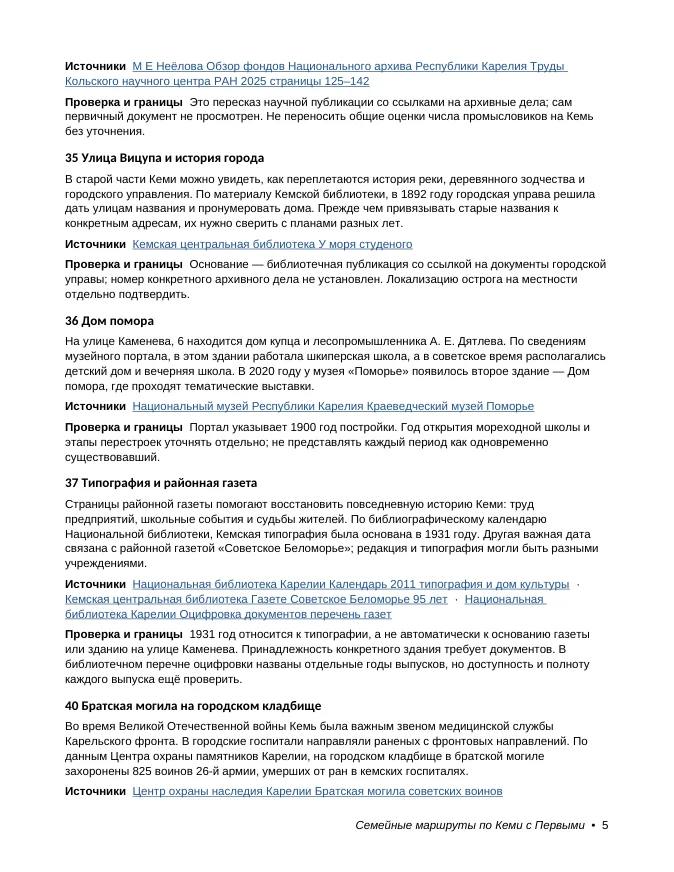 Источники М Е Неёлова Обзор фондов Национального архива Республики Карелия Труды
Кольского научного центра РАН 2025 страницы 125–142
Проверка и границы Это пересказ научной публикации со ссылками на архивные дела; сам
первичный документ не просмотрен. Не переносить общие оценки числа промысловиков на Кемь
без уточнения.
35 Улица Вицупа и история города
В старой части Кеми можно увидеть, как переплетаются история реки, деревянного зодчества и
городского управления. По материалу Кемской библиотеки, в 1892 году городская управа решила
дать улицам названия и пронумеровать дома. Прежде чем привязывать старые названия к
конкретным адресам, их нужно сверить с планами разных лет.
Источники Кемская центральная библиотека У моря студеного
Проверка и границы Основание — библиотечная публикация со ссылкой на документы городской
управы; номер конкретного архивного дела не установлен. Локализацию острога на местности
отдельно подтвердить.
36 Дом помора
На улице Каменева, 6 находится дом купца и лесопромышленника А. Е. Дятлева. По сведениям
музейного портала, в этом здании работала шкиперская школа, а в советское время располагались
детский дом и вечерняя школа. В 2020 году у музея «Поморье» появилось второе здание — Дом
помора, где проходят тематические выставки.
Источники Национальный музей Республики Карелия Краеведческий музей Поморье
Проверка и границы Портал указывает 1900 год постройки. Год открытия мореходной школы и
этапы перестроек уточнять отдельно; не представлять каждый период как одновременно
существовавший.
37 Типография и районная газета
Страницы районной газеты помогают восстановить повседневную историю Кеми: труд
предприятий, школьные события и судьбы жителей. По библиографическому календарю
Национальной библиотеки, Кемская типография была основана в 1931 году. Другая важная дата
связана с районной газетой «Советское Беломорье»; редакция и типография могли быть разными
учреждениями.
Источники Национальная библиотека Карелии Календарь 2011 типография и дом культуры ·
Кемская центральная библиотека Газете Советское Беломорье 95 лет · Национальная
библиотека Карелии Оцифровка документов перечень газет
Проверка и границы 1931 год относится к типографии, а не автоматически к основанию газеты
или зданию на улице Каменева. Принадлежность конкретного здания требует документов. В
библиотечном перечне оцифровки названы отдельные годы выпусков, но доступность и полноту
каждого выпуска ещё проверить.
40 Братская могила на городском кладбище
Во время Великой Отечественной войны Кемь была важным звеном медицинской службы
Карельского фронта. В городские госпитали направляли раненых с фронтовых направлений. По
данным Центра охраны памятников Карелии, на городском кладбище в братской могиле
захоронены 825 воинов 26-й армии, умерших от ран в кемских госпиталях.
Источники Центр охраны наследия Карелии Братская могила советских воинов
Семейные маршруты по Кеми с Первыми • 5